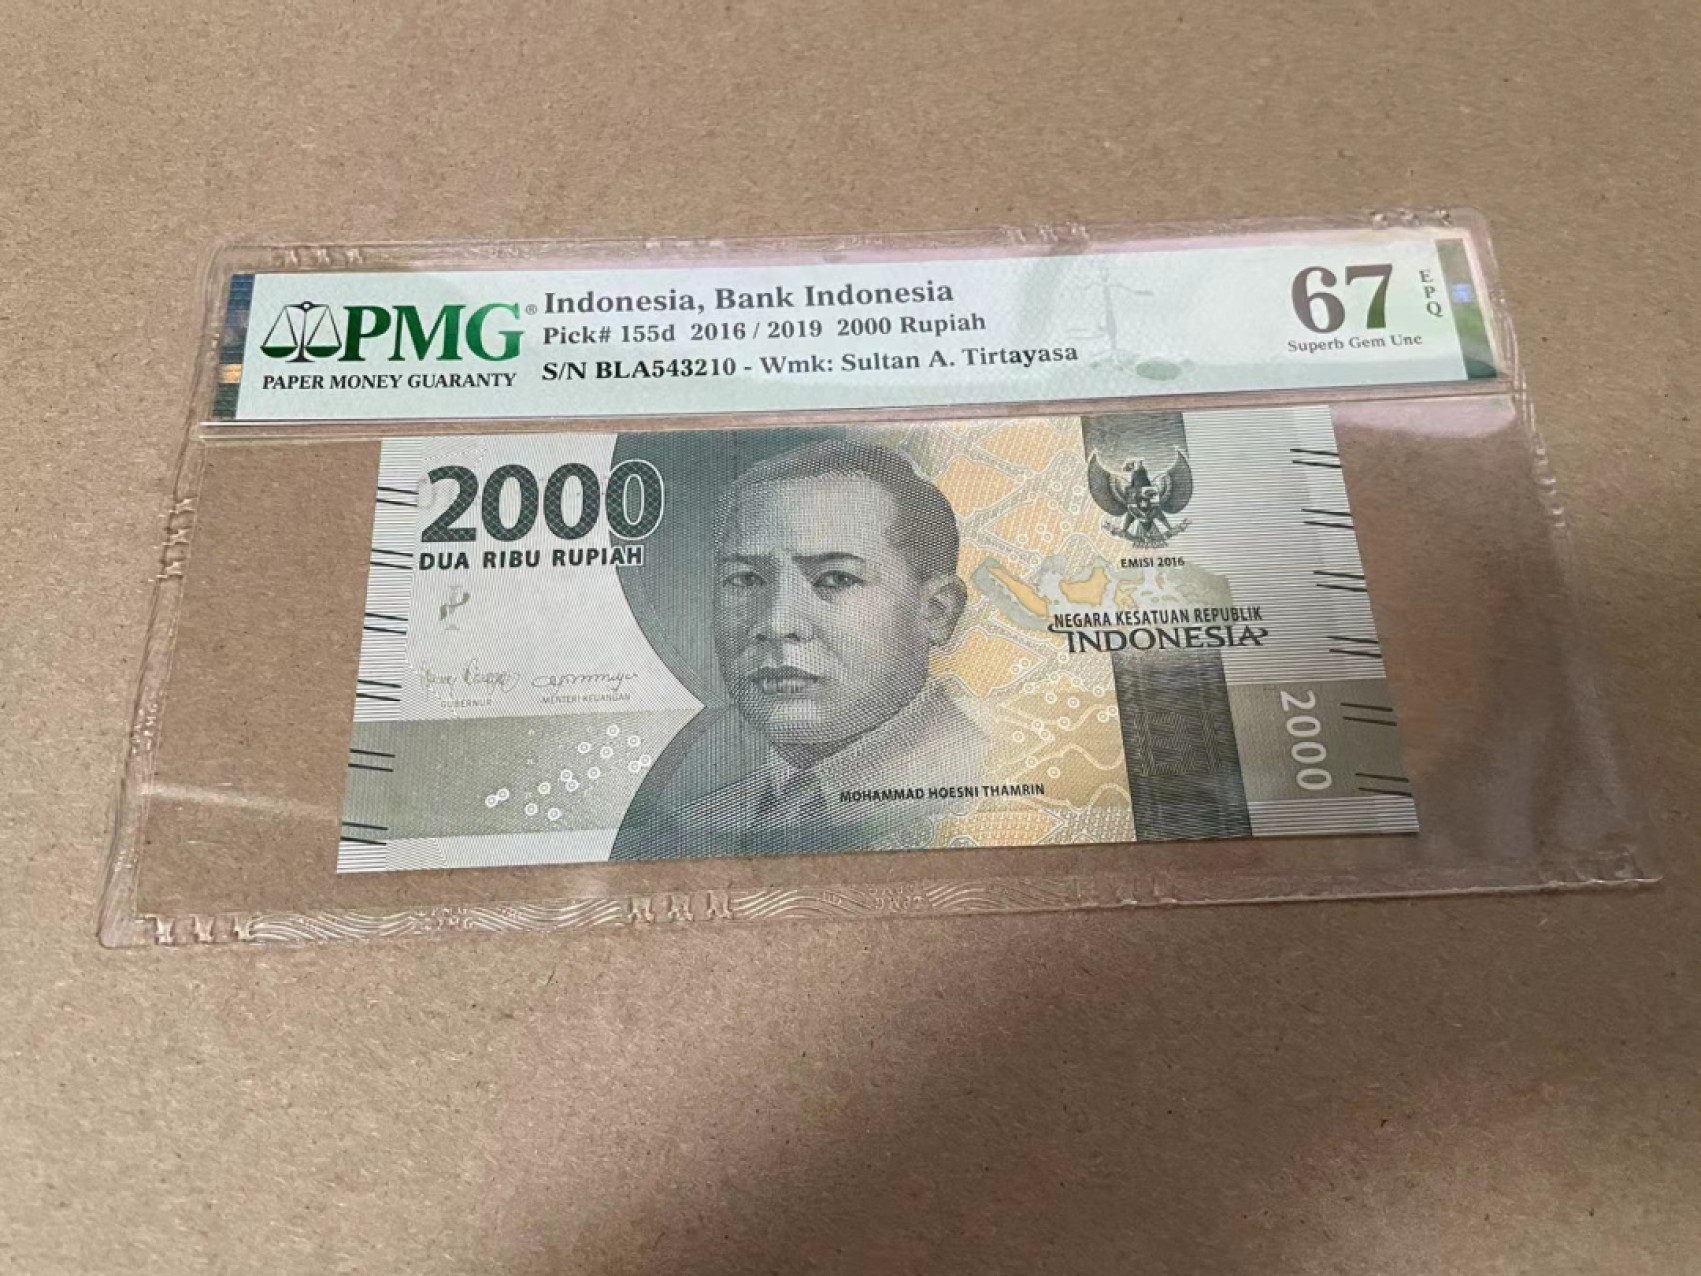 PMG®
PAPER MONEY GUARANTY
Indonesia, Bank Indonesia
Pick# 155d 2016 / 2019 2000 Rupiah
S/N BLA543210 - Wmk: Sultan A. Tirtayasa
67
EPQ
Superb Gem Unc
2000
DUA RIBU RUPIAH
EMISI 2016
NEGARA KESATUAN REPUBLIK
INDONESIA
GUBERNUR
MENTERI KEUANGAN
MOHAMMAD HOESNI THAMRIN
2000
PMG
PMG